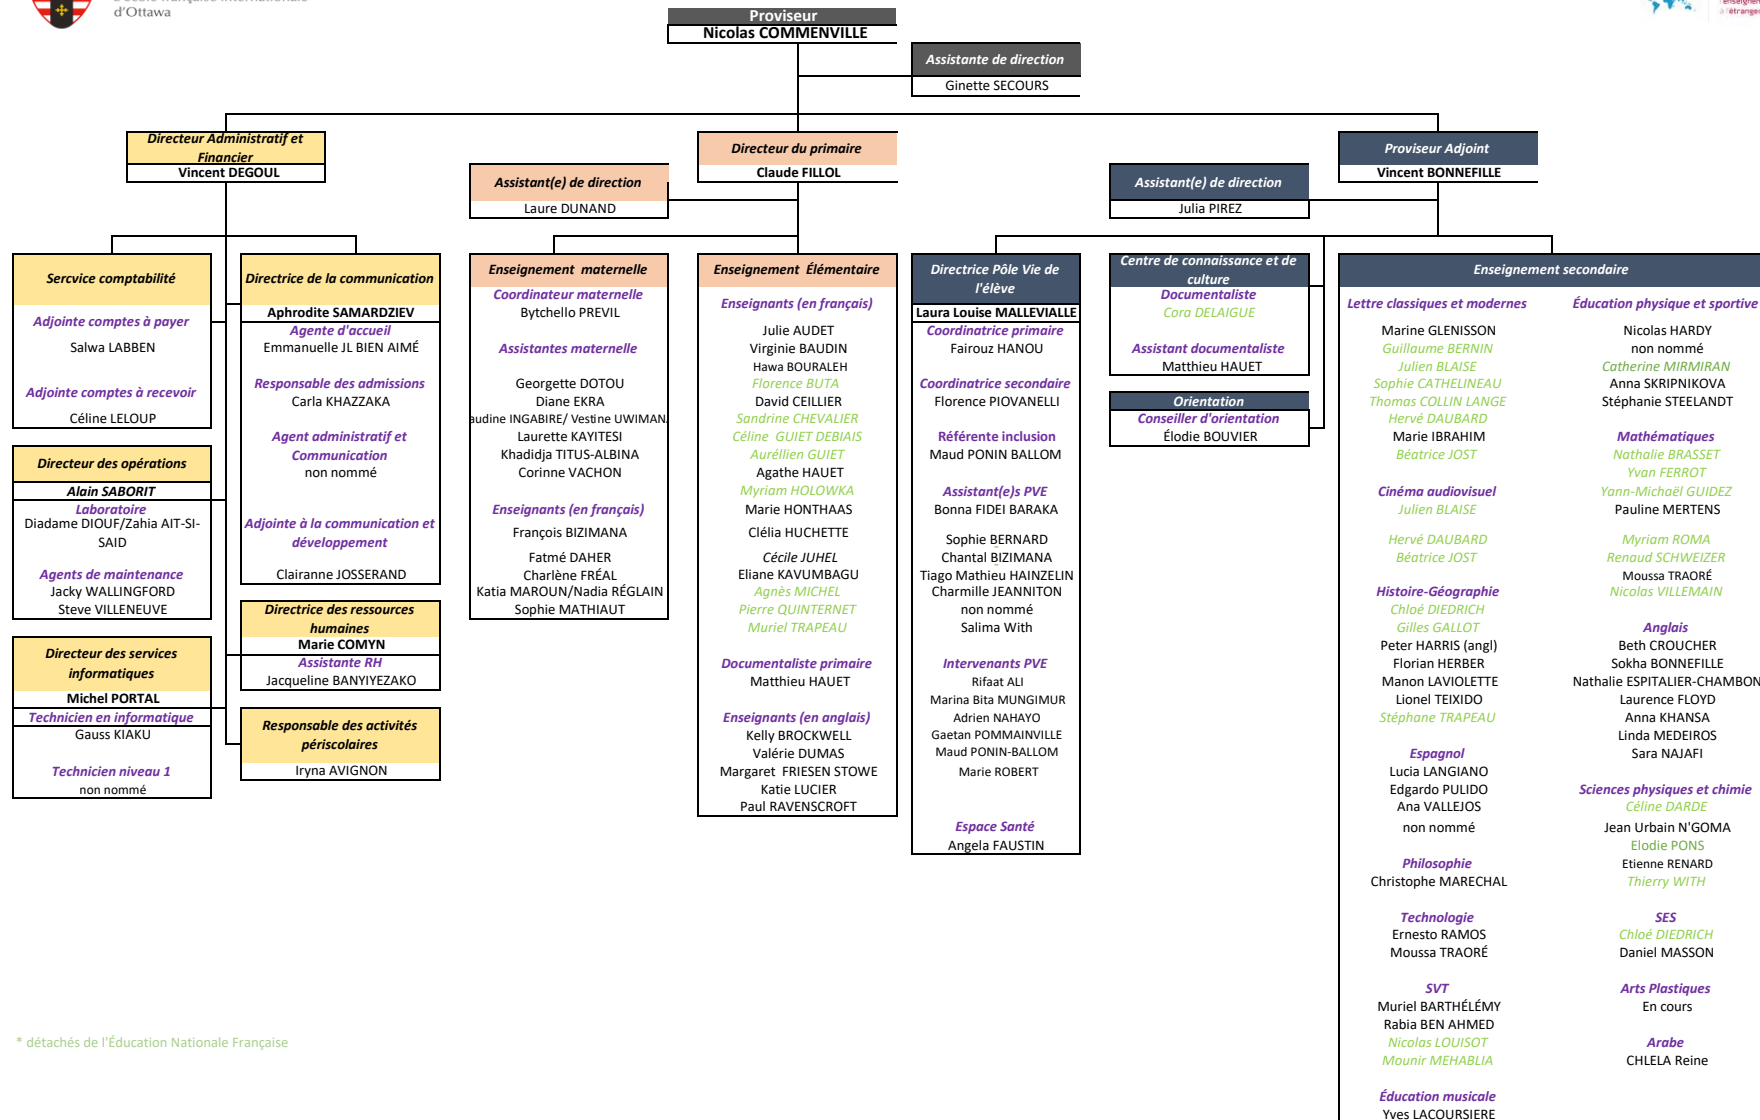 d'Ottawa
l'enseignement
à l'étranger
Proviseur
Nicolas COMMENVILLE
Assistante de direction
Ginette SECOURS
Directeur Administratif et
Financier
Vincent DEGOUL
Directeur du primaire
Claude FILLOL
Proviseur Adjoint
Vincent BONNEFILLE
Assistant(e) de direction
Laure DUNAND
Assistant(e) de direction
Julia PIREZ
Sercvice comptabilité
Adjointe comptes à payer
Salwa LABBEN
Adjointe comptes à recevoir
Céline LELOUP
Directeur des opérations
Alain SABORIT
Laboratoire
Diadame DIOUF/Zahia AIT-SI-
SAID
Agents de maintenance
Jacky WALLINGFORD
Steve VILLENEUVE
Directeur des services
informatiques
Michel PORTAL
Technicien en informatique
Gauss KIAKU
Technicien niveau 1
non nommé
Directrice de la communication
Aphrodite SAMARDZIEV
Agente d'accueil
Emmanuelle JL BIEN AIMÉ
Responsable des admissions
Carla KHAZZAKA
Agent administratif et
Communication
non nommé
Adjointe à la communication et
développement
Clairanne JOSSERAND
Directrice des ressources
humaines
Marie COMYN
Assistante RH
Jacqueline BANYIYEZAKO
Responsable des activités
périscolaires
Iryna AVIGNON
Enseignement maternelle
Coordinateur maternelle
Bytchello PREVIL
Assistantes maternelle
Georgette DOTOU
Diane EKRA
audine INGABIRE/ Vestine UWIMAN
Laurette KAYITESI
Khadidja TITUS-ALBINA
Corinne VACHON
Enseignants (en français)
François BIZIMANA
Fatmé DAHER
Charlène FRÉAL
Katia MAROUN/Nadia RÉGLAIN
Sophie MATHIAUT
Enseignement Élémentaire
Enseignants (en français)
Julie AUDET
Virginie BAUDIN
Hawa BOURALEH
Florence BUTA
David CEILLIER
Sandrine CHEVALIER
Céline GUIET DEBIAIS
Auréllien GUIET
Agathe HAUET
Myriam HOLOWKA
Marie HONTHAAS
Clélia HUCHETTE
Cécile JUHEL
Eliane KAVUMBAGU
Agnès MICHEL
Pierre QUINTERNET
Muriel TRAPEAU
Documentaliste primaire
Matthieu HAUET
Enseignants (en anglais)
Kelly BROCKWELL
Valérie DUMAS
Margaret FRIESEN STOWE
Katie LUCIER
Paul RAVENSCROFT
Directrice Pôle Vie de
l'élève
Laura Louise MALLEVIALLE
Coordinatrice primaire
Fairouz HANOU
Coordinatrice secondaire
Florence PIOVANELLI
Référente inclusion
Maud PONIN BALLOM
Assistant(e)s PVE
Bonna FIDEI BARAKA
Sophie BERNARD
Chantal BIZIMANA
Tiago Mathieu HAINZELIN
Charmille JEANNITON
non nommé
Salima With
Intervenants PVE
Rifaat ALI
Marina Bita MUNGIMUR
Adrien NAHAYO
Gaetan POMMAINVILLE
Maud PONIN-BALLOM
Marie ROBERT
Espace Santé
Angela FAUSTIN
Centre de connaissance et de
culture
Documentaliste
Cora DELAIGUE
Assistant documentaliste
Matthieu HAUET
Orientation
Conseiller d'orientation
Élodie BOUVIER
Enseignement secondaire
Lettre classiques et modernes
Marine GLENISSON
Guillaume BERNIN
Julien BLAISE
Sophie CATHELINEAU
Thomas COLLIN LANGE
Hervé DAUBARD
Marie IBRAHIM
Béatrice JOST
Cinéma audiovisuel
Julien BLAISE
Hervé DAUBARD
Béatrice JOST
Histoire-Géographie
Chloé DIEDRICH
Gilles GALLOT
Peter HARRIS (angl)
Florian HERBER
Manon LAVIOLETTE
Lionel TEIXIDO
Stéphane TRAPEAU
Espagnol
Lucia LANGIANO
Edgardo PULIDO
Ana VALLEJOS
non nommé
Philosophie
Christophe MARECHAL
Technologie
Ernesto RAMOS
Moussa TRAORÉ
SVT
Muriel BARTHÉLÉMY
Rabia BEN AHMED
Nicolas LOUISOT
Mounir MEHABLIA
Éducation musicale
Yves LACOURSIERE
Éducation physique et sportive
Nicolas HARDY
non nommé
Catherine MIRMIRAN
Anna SKRIPNIKOVA
Stéphanie STEELANDT
Mathématiques
Nathalie BRASSET
Yvan FERROT
Yann-Michaël GUIDEZ
Pauline MERTENS
Myriam ROMA
Renaud SCHWEIZER
Moussa TRAORÉ
Nicolas VILLEMAIN
Anglais
Beth CROUCHER
Sokha BONNEFILLE
Nathalie ESPITALIER-CHAMBON
Laurence FLOYD
Anna KHANSA
Linda MEDEIROS
Sara NAJAFI
Sciences physiques et chimie
Céline DARDE
Jean Urbain N'GOMA
Elodie PONS
Etienne RENARD
Thierry WITH
SES
Chloé DIEDRICH
Daniel MASSON
Arts Plastiques
En cours
Arabe
CHLELA Reine
* détachés de l'Éducation Nationale Française